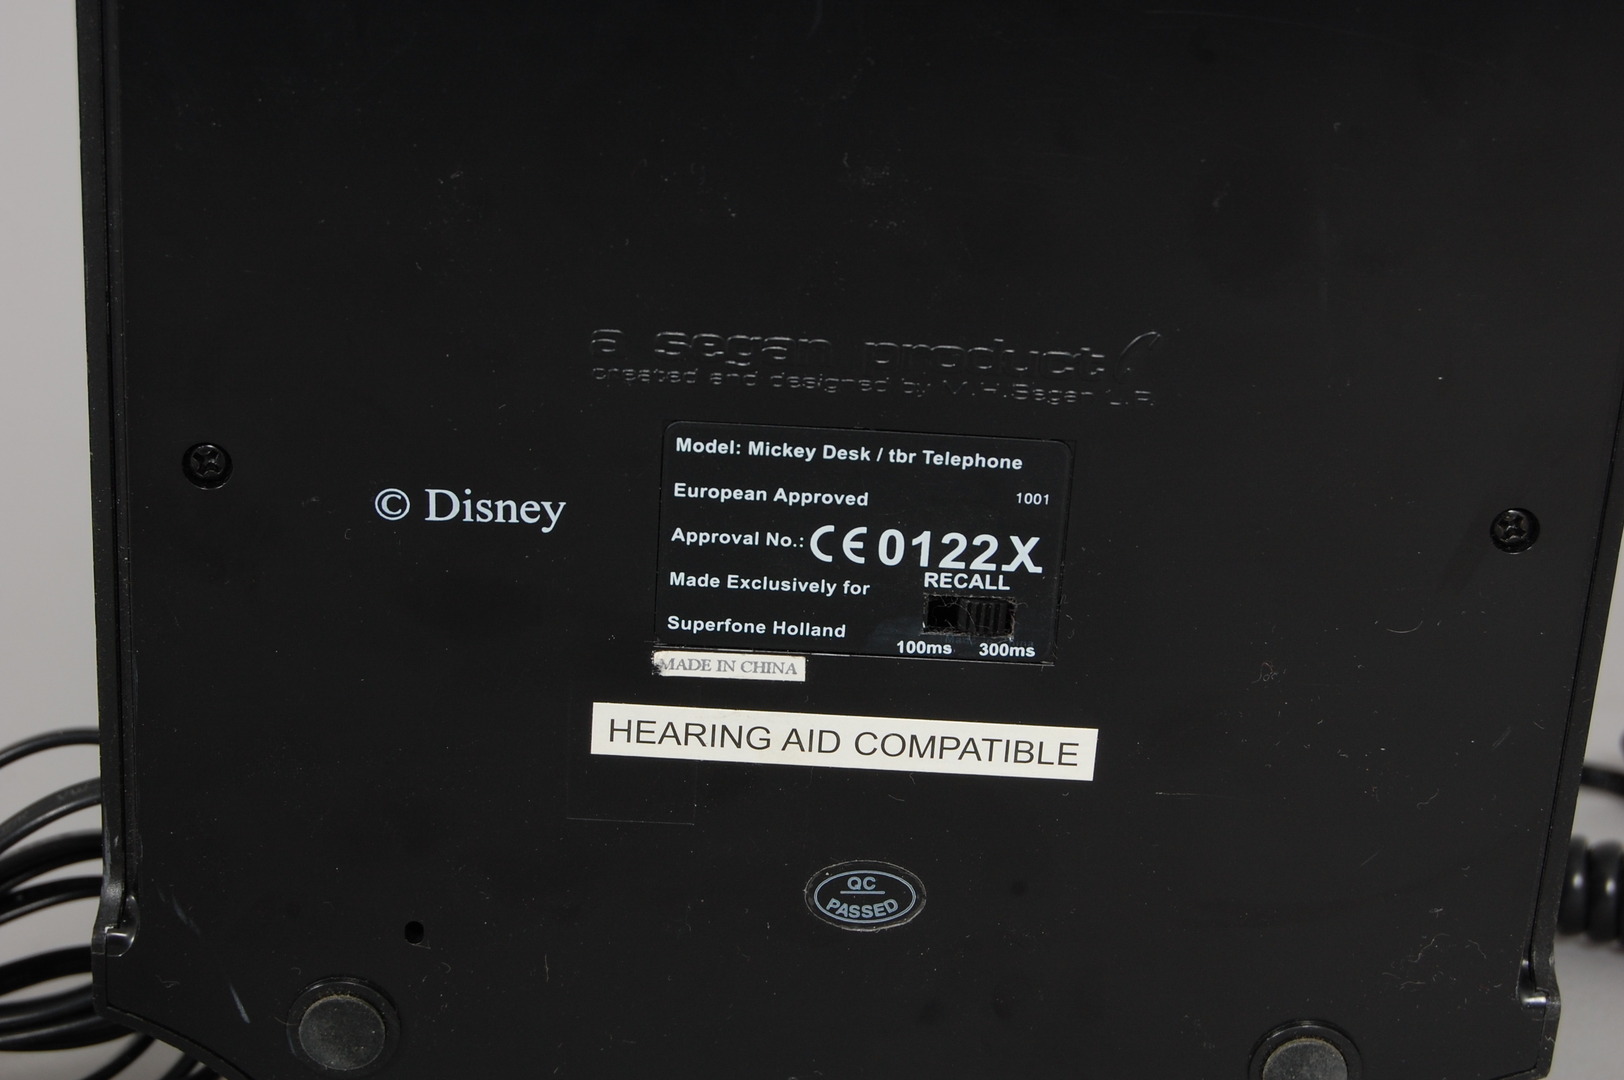 a segan product
created and designed by M.H.Segan L.P.
Model: Mickey Desk / tbr Telephone
European Approved 1001
© Disney
Approval No.: CE 0122 X
Made Exclusively for
RECALL
Superfone Holland
100ms 300ms
MADE IN CHINA
HEARING AID COMPATIBLE
QC
PASSED